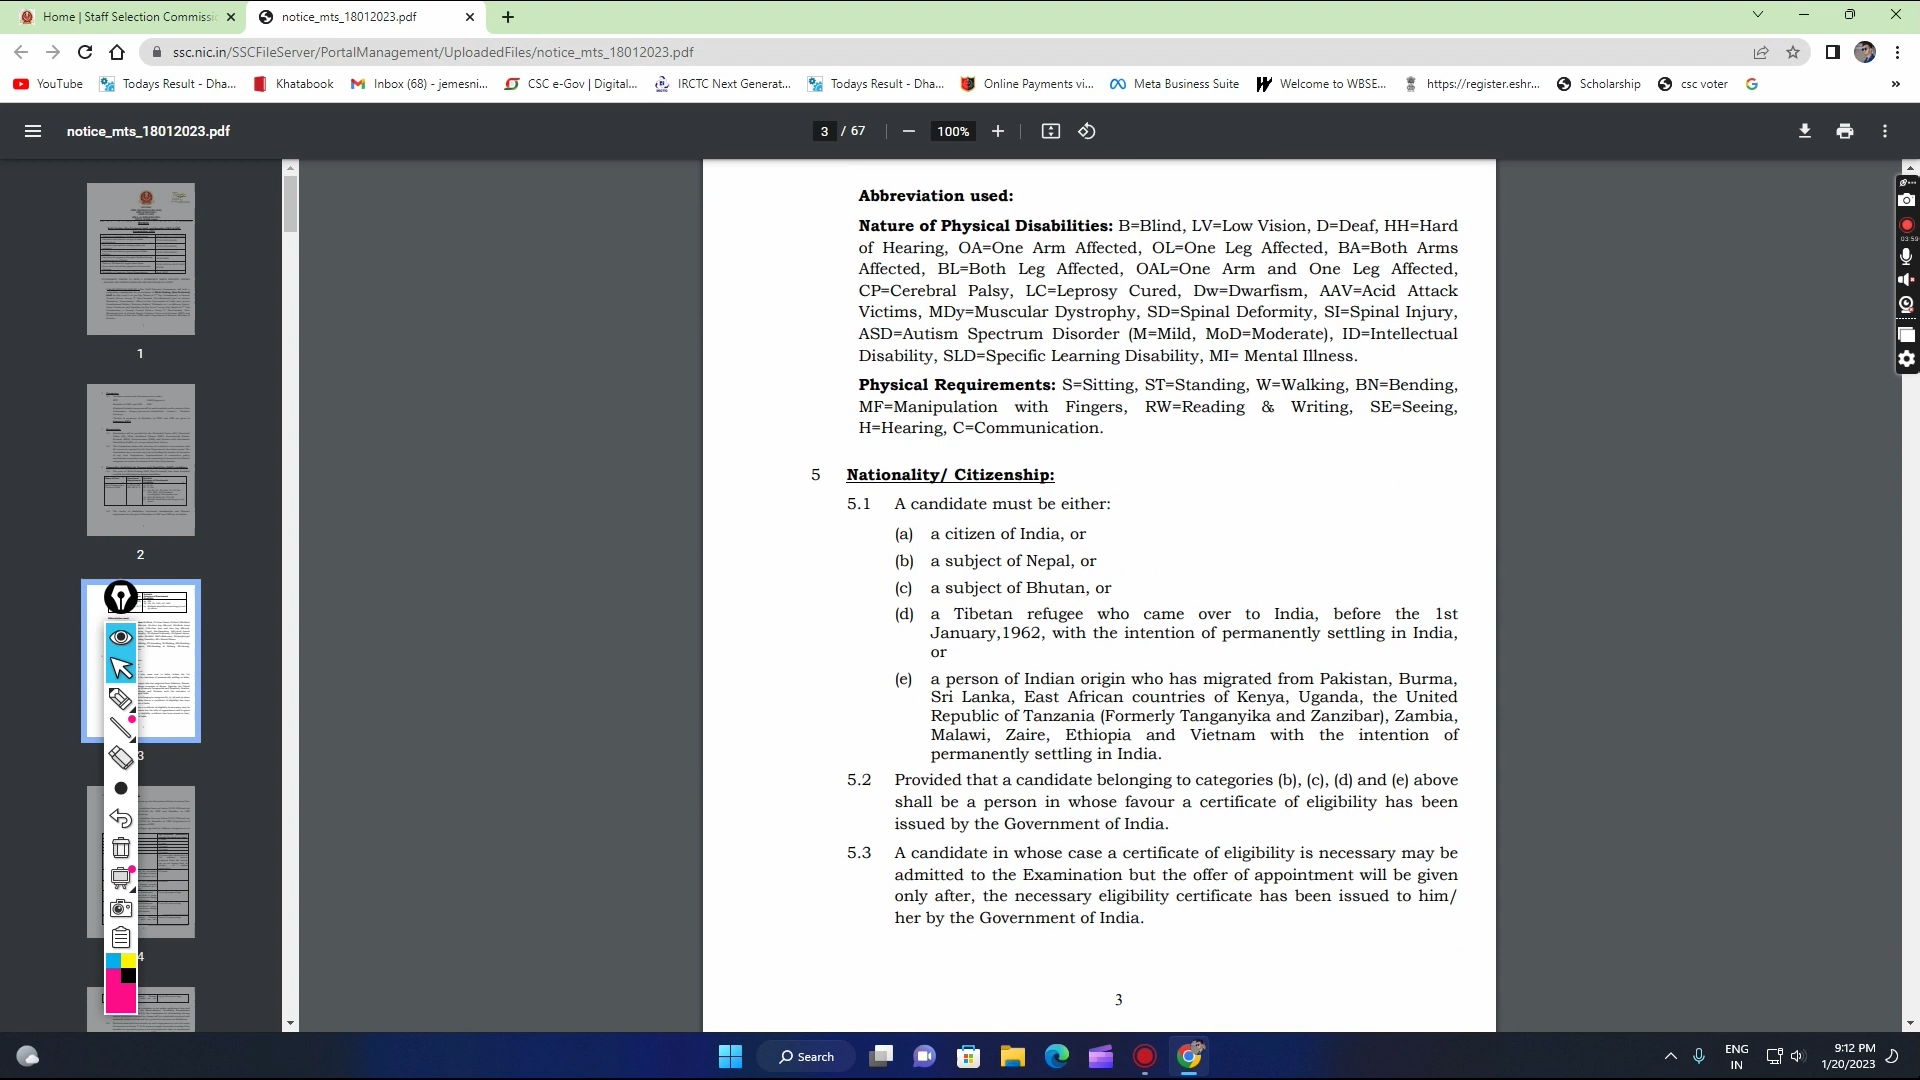 Home | Staff Selection Commissi
notice_mts_18012023.pdf
ssc.nic.in/SSCFileServer/PortalManagement/UploadedFiles/notice_mts_18012023.pdf
YouTube
Todays Result - Dha...
Khatabook
Inbox (68) - jemesni...
CSC e-Gov | Digital...
IRCTC Next Generat...
Todays Result - Dha...
Online Payments vi...
Meta Business Suite
Welcome to WBSE...
https://register.eshr...
Scholarship
csc voter
notice_mts_18012023.pdf
3 / 67
100%
1
2
3
4
Abbreviation used:
Nature of Physical Disabilities: B=Blind, LV=Low Vision, D=Deaf, HH=Hard
of Hearing, OA=One Arm Affected, OL=One Leg Affected, BA=Both Arms
Affected, BL=Both Leg Affected, OAL=One Arm and One Leg Affected,
CP=Cerebral Palsy, LC=Leprosy Cured, Dw=Dwarfism, AAV=Acid Attack
Victims, MDy=Muscular Dystrophy, SD=Spinal Deformity, SI=Spinal Injury,
ASD=Autism Spectrum Disorder (M=Mild, MoD=Moderate), ID=Intellectual
Disability, SLD=Specific Learning Disability, MI= Mental Illness.
Physical Requirements: S=Sitting, ST=Standing, W=Walking, BN=Bending,
MF=Manipulation with Fingers, RW=Reading & Writing, SE=Seeing,
H=Hearing, C=Communication.
5 Nationality/ Citizenship:
5.1 A candidate must be either:
(a) a citizen of India, or
(b) a subject of Nepal, or
(c) a subject of Bhutan, or
(d) a Tibetan refugee who came over to India, before the 1st
January,1962, with the intention of permanently settling in India,
or
(e) a person of Indian origin who has migrated from Pakistan, Burma,
Sri Lanka, East African countries of Kenya, Uganda, the United
Republic of Tanzania (Formerly Tanganyika and Zanzibar), Zambia,
Malawi, Zaire, Ethiopia and Vietnam with the intention of
permanently settling in India.
5.2 Provided that a candidate belonging to categories (b), (c), (d) and (e) above
shall be a person in whose favour a certificate of eligibility has been
issued by the Government of India.
5.3 A candidate in whose case a certificate of eligibility is necessary may be
admitted to the Examination but the offer of appointment will be given
only after, the necessary eligibility certificate has been issued to him/
her by the Government of India.
3
03:59
Search
ENG
IN
9:12 PM
1/20/2023